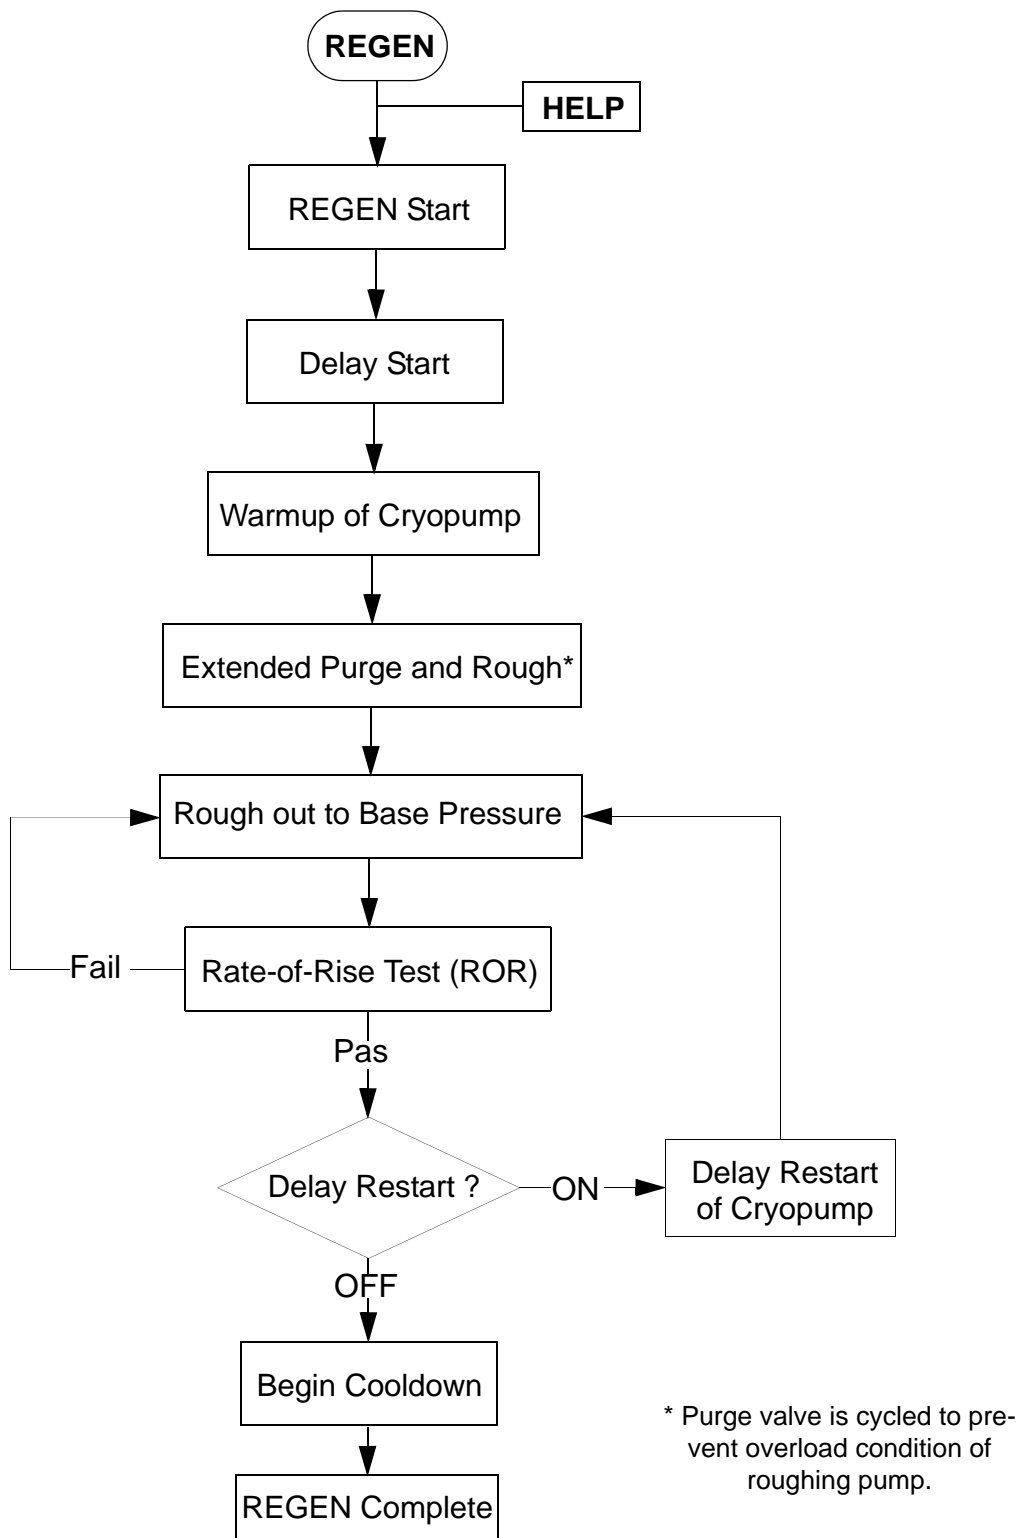 REGEN
HELP
REGEN Start
Delay Start
Warmup of Cryopump
Extended Purge and Rough*
Rough out to Base Pressure
Fail
Rate-of-Rise Test (ROR)
Pas
Delay Restart ?
ON
Delay Restart
of Cryopump
OFF
Begin Cooldown
* Purge valve is cycled to pre-
vent overload condition of
roughing pump.
REGEN Complete